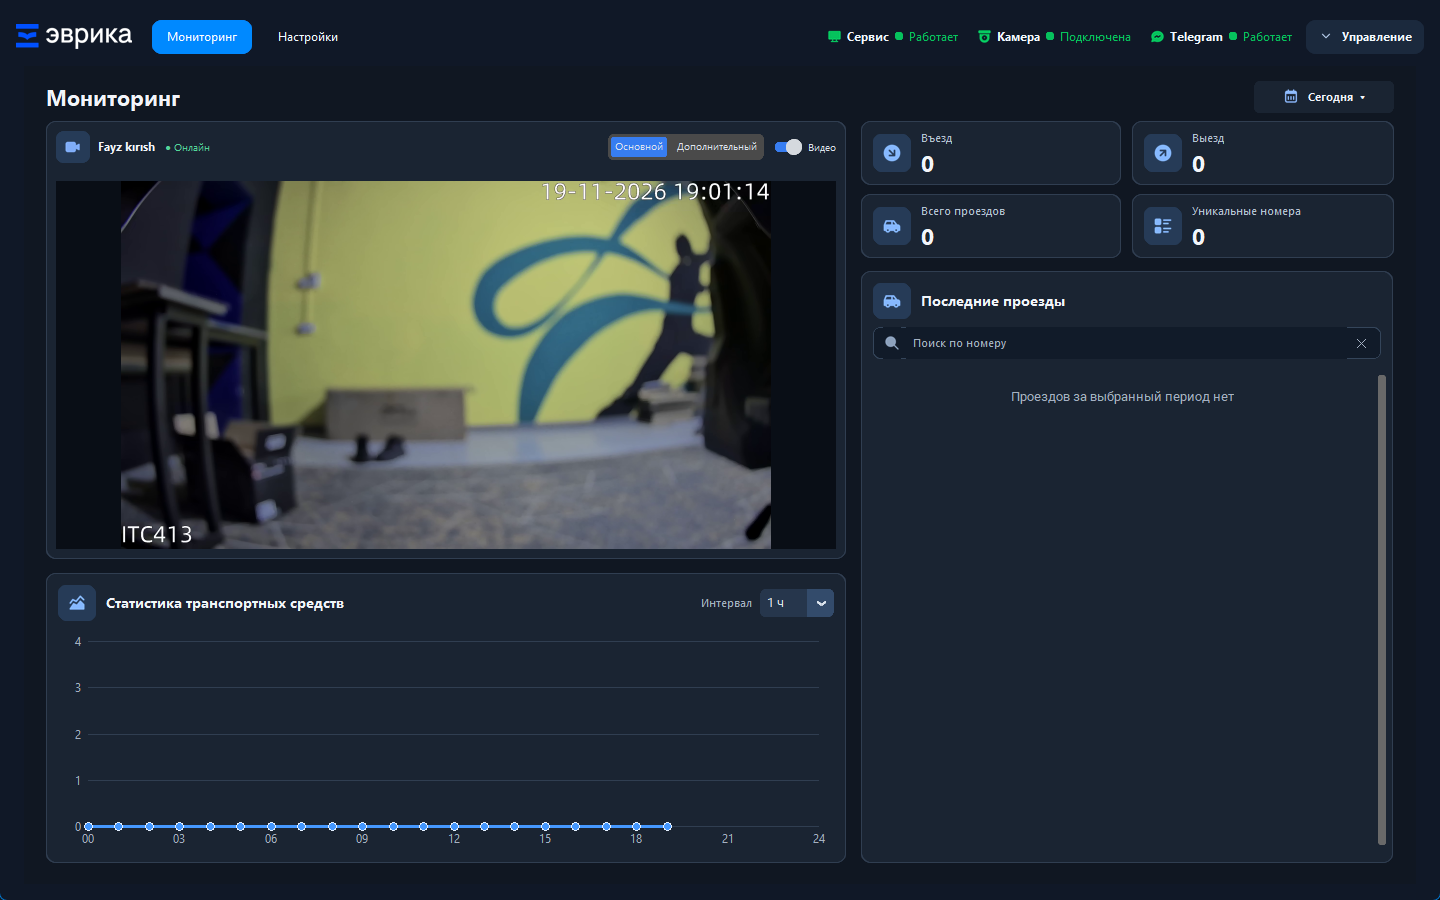 эврика
Мониторинг
Настройки
Сервис Работает
Камера Подключена
Telegram Работает
Управление
Мониторинг
Сегодня
Fayz kırısh
Онлайн
Основной
Дополнительный
Видео
19-11-2026 19:01:14
ITC413
Въезд
0
Выезд
0
Всего проездов
0
Уникальные номера
0
Последние проезды
Поиск по номеру
Проездов за выбранный период нет
Статистика транспортных средств
Интервал
1 ч
4
3
2
1
0
00 03 06 09 12 15 18 21 24